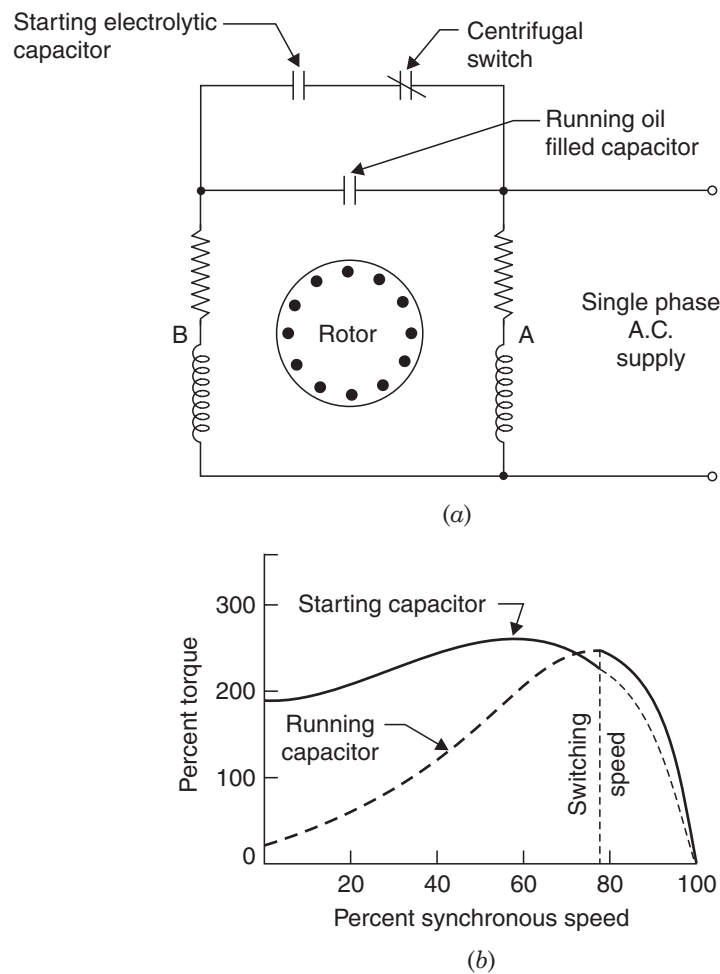 Starting electrolytic
capacitor
Centrifugal
switch
Running oil
filled capacitor
B
Rotor
A
Single phase
A.C.
supply
(a)
300
200
100
0
Percent torque
Starting capacitor
Running
capacitor
Switching
speed
20 40 60 80 100
Percent synchronous speed
(b)